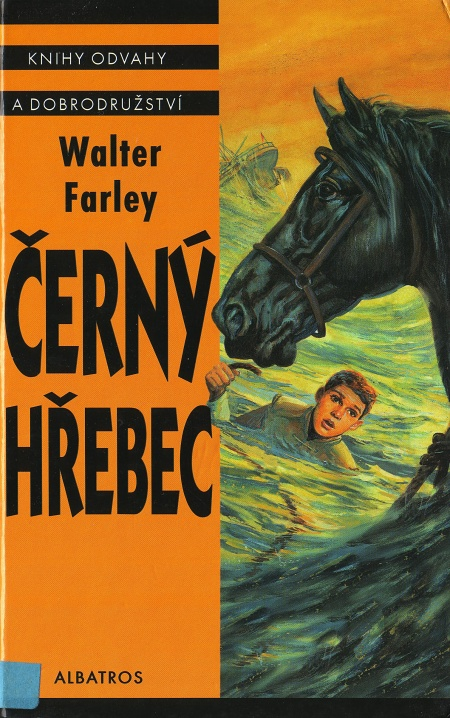 KNIHY ODVAHY
A DOBRODRUŽSTVÍ
Walter
Farley
ČERNÝ
HŘEBEC
ALBATROS